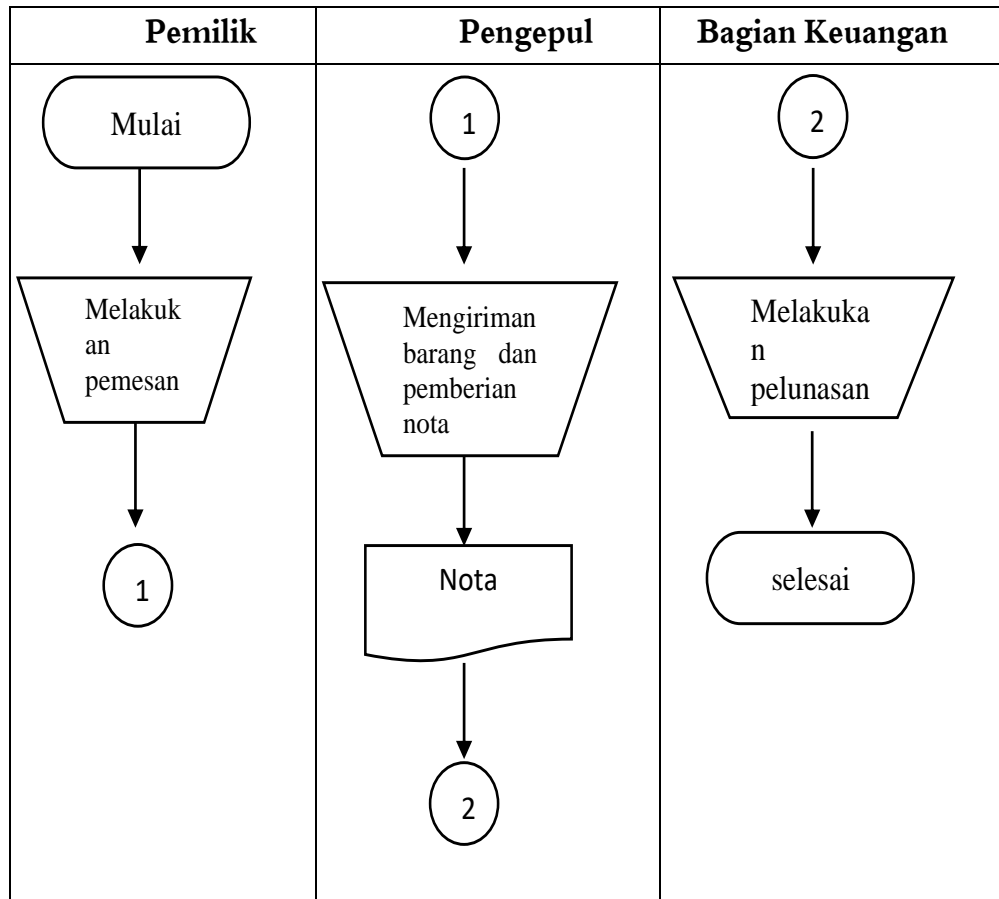 Pemilik
Pengepul
Bagian Keuangan
Mulai
Melakuk
an
pemesan
1
1
Mengiriman
barang dan
pemberian
nota
Nota
2
2
Melakuka
n
pelunasan
selesai